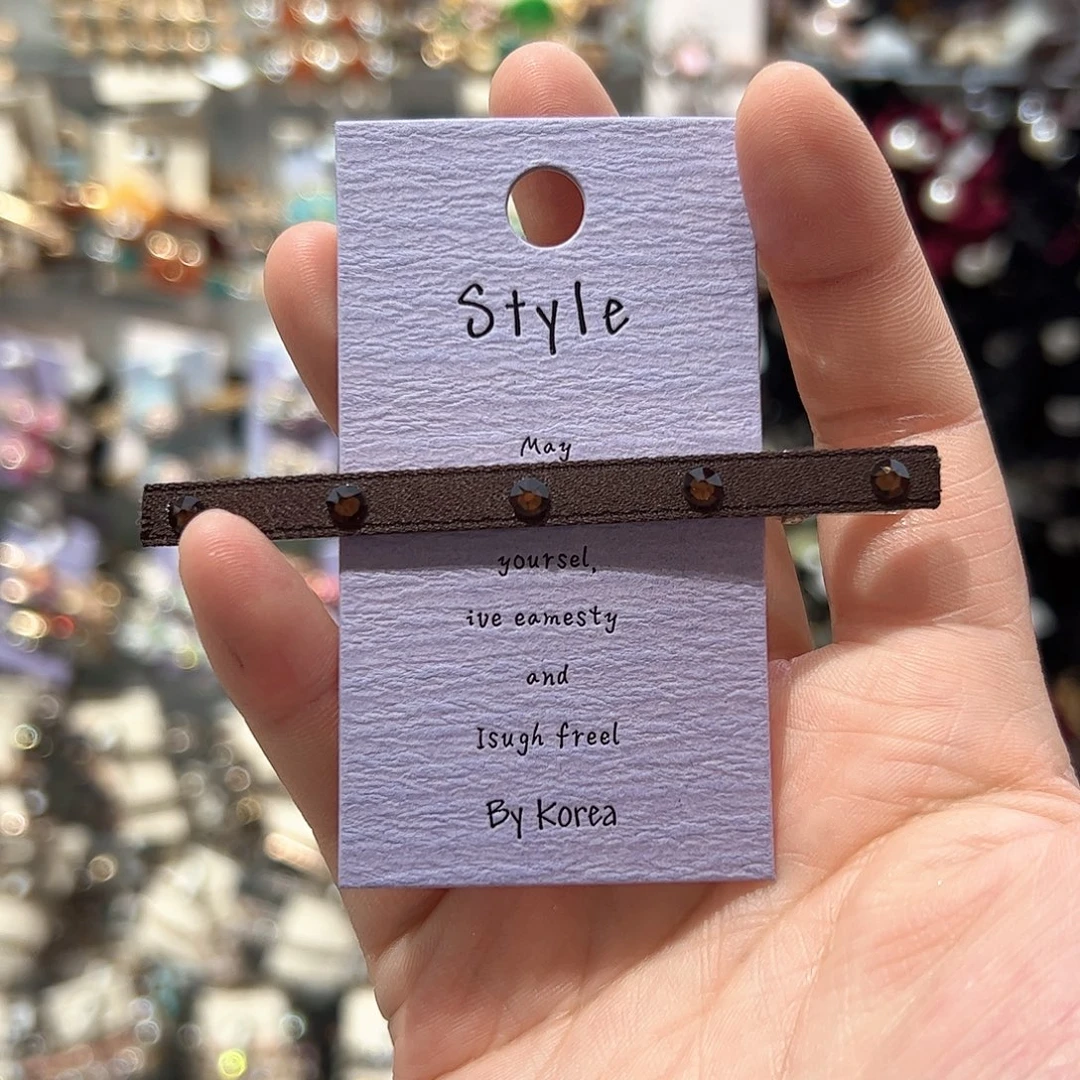 Style
May
yoursel,
ive eamesty
and
Isugh freel
By Korea